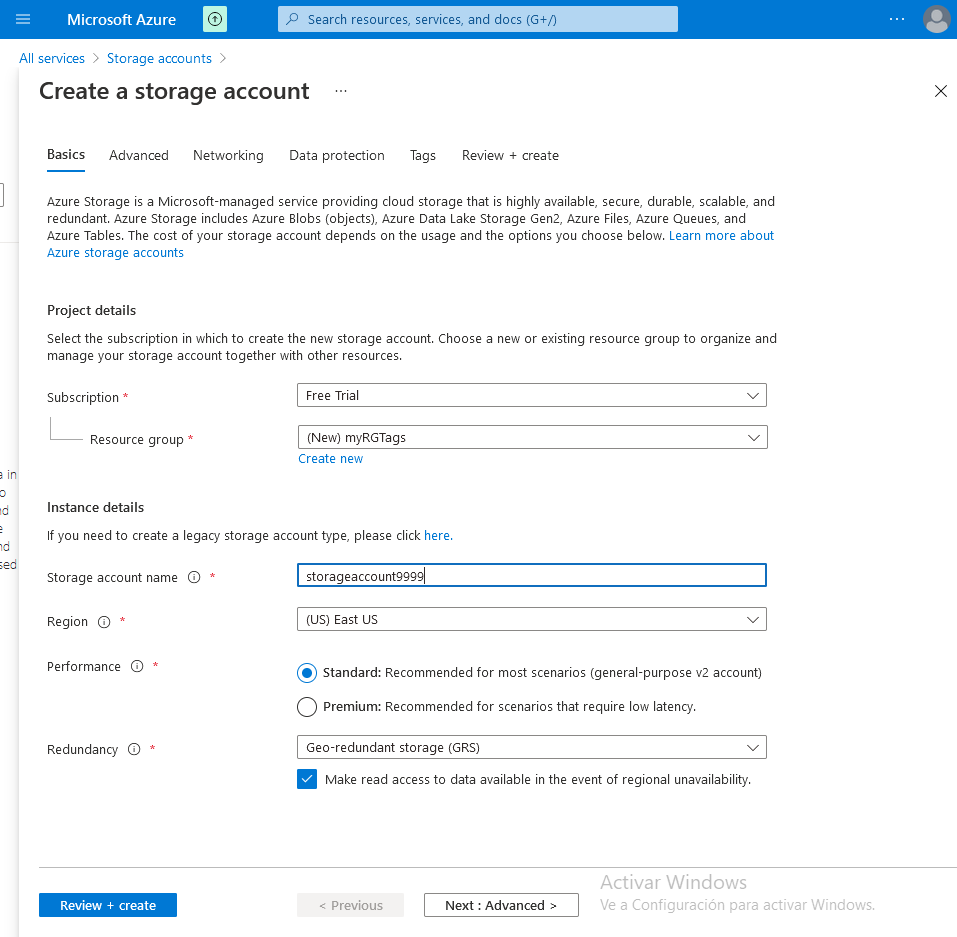 Microsoft Azure
Search resources, services, and docs (G+/)
All services > Storage accounts >
Create a storage account ...
Basics Advanced Networking Data protection Tags Review + create
Azure Storage is a Microsoft-managed service providing cloud storage that is highly available, secure, durable, scalable, and
redundant. Azure Storage includes Azure Blobs (objects), Azure Data Lake Storage Gen2, Azure Files, Azure Queues, and
Azure Tables. The cost of your storage account depends on the usage and the options you choose below. Learn more about
Azure storage accounts
Project details
Select the subscription in which to create the new storage account. Choose a new or existing resource group to organize and
manage your storage account together with other resources.
Subscription * Free Trial
Resource group * (New) myRGTags
Create new
Instance details
If you need to create a legacy storage account type, please click here.
Storage account name * storageaccount9999
Region * (US) East US
Performance * Standard: Recommended for most scenarios (general-purpose v2 account)
Premium: Recommended for scenarios that require low latency.
Redundancy * Geo-redundant storage (GRS)
Make read access to data available in the event of regional unavailability.
Review + create < Previous Next : Advanced >
Activar Windows
Ve a Configuración para activar Windows.